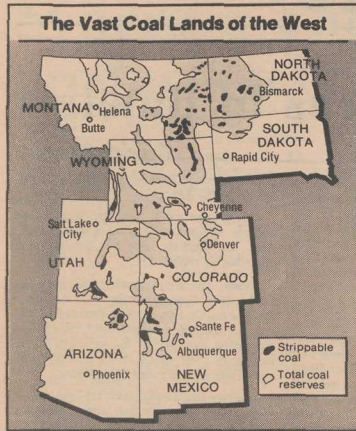 The Vast Coal Lands of the West
NORTH
DAKOTA
Bismarck
MONTANA
Helena
Butte
SOUTH
DAKOTA
Rapid City
WYOMING
Cheyenne
Salt Lake
City
Denver
UTAH
COLORADO
Sante Fe
Albuquerque
ARIZONA
Phoenix
NEW
MEXICO
Strippable
coal
Total coal
reserves